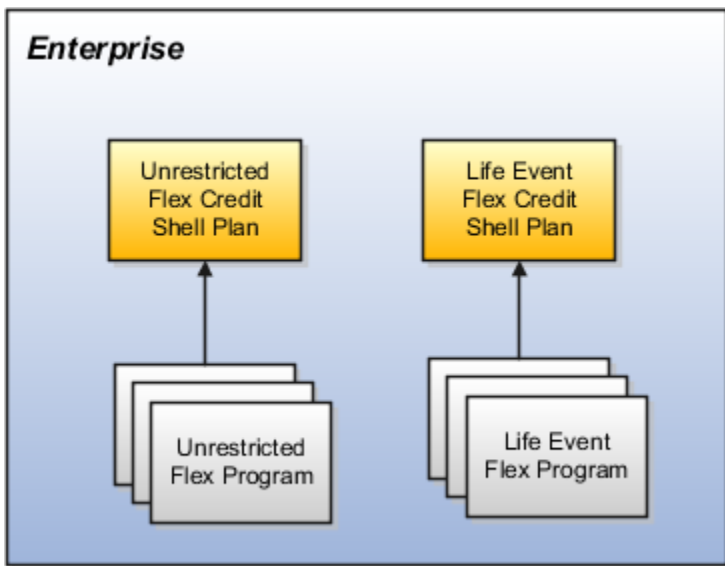 Enterprise
Unrestricted
Flex Credit
Shell Plan
Life Event
Flex Credit
Shell Plan
Unrestricted
Flex Program
Life Event
Flex Program